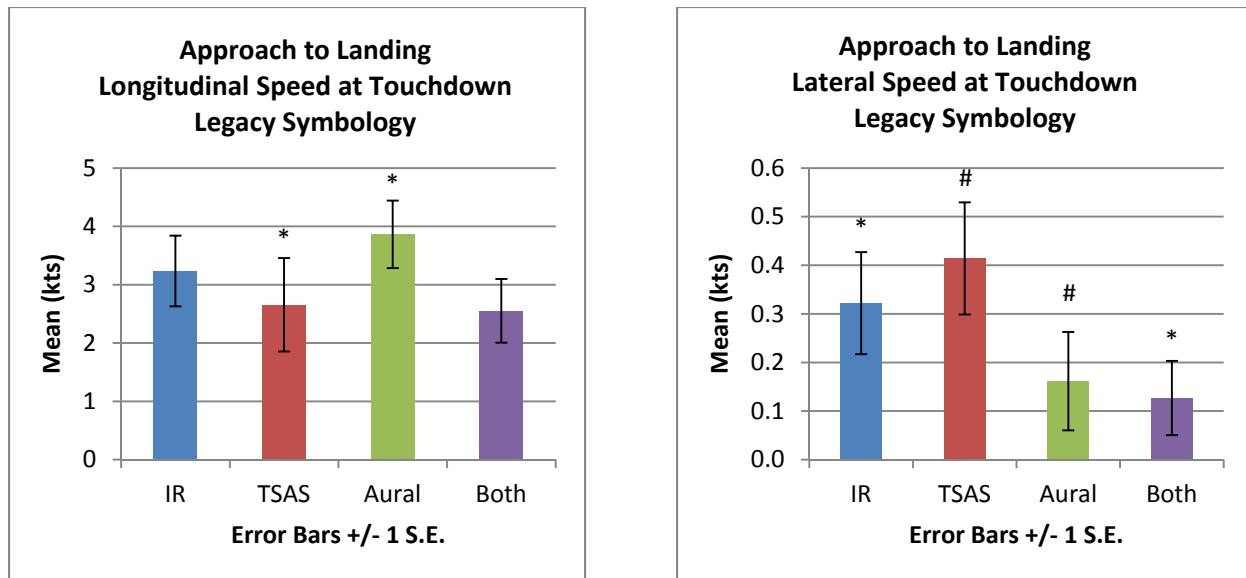 Approach to Landing
Longitudinal Speed at Touchdown
Legacy Symbology
5
4
3
2
1
0
Mean (kts)
*
*
IR TSAS Aural Both
Error Bars +/- 1 S.E.
Approach to Landing
Lateral Speed at Touchdown
Legacy Symbology
0.6
0.5
0.4
0.3
0.2
0.1
0.0
Mean (kts)
*
#
#
*
IR TSAS Aural Both
Error Bars +/- 1 S.E.